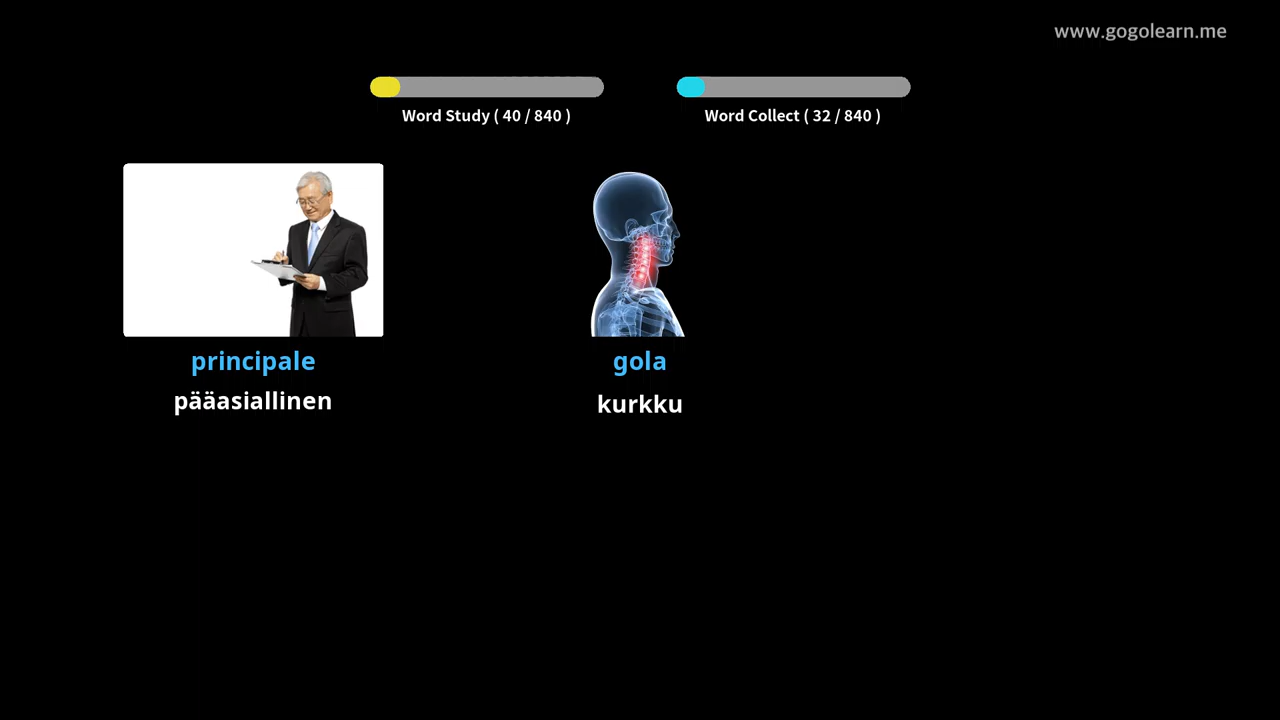 www.gogolearn.me
Word Study ( 40 / 840 )
Word Collect ( 32 / 840 )
principale
pääasiallinen
gola
kurkku